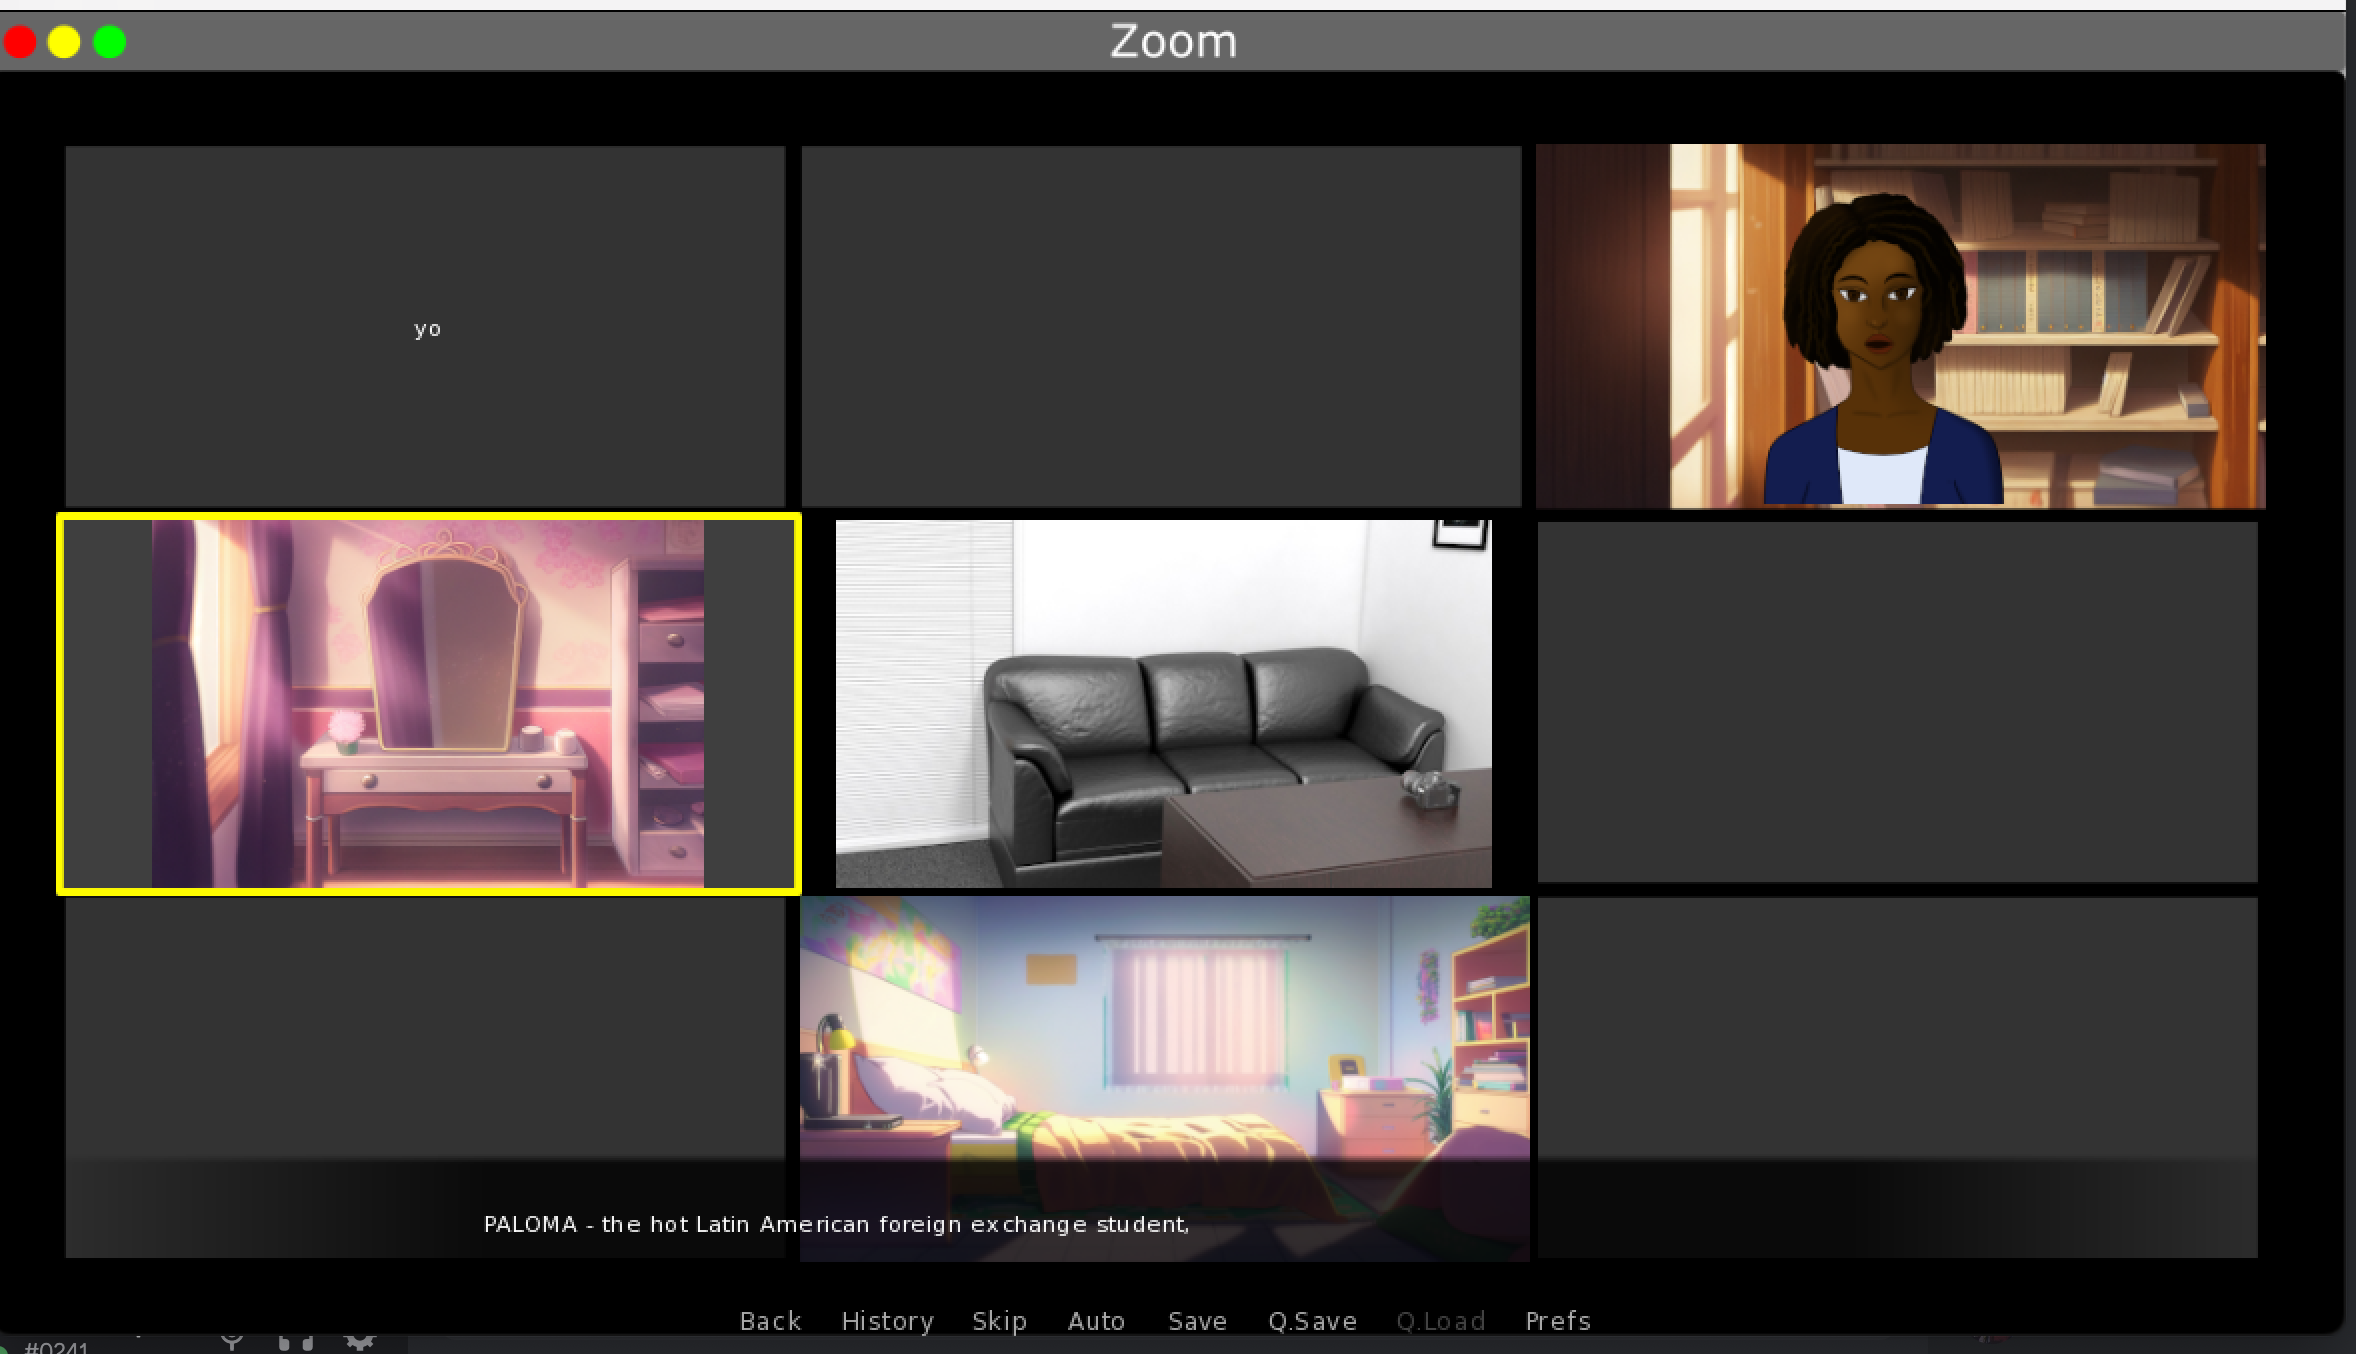 Zoom
yo
PALOMA - the hot Latin American foreign exchange student,
Back History Skip Auto Save Q.Save Q.Load Prefs
#0241